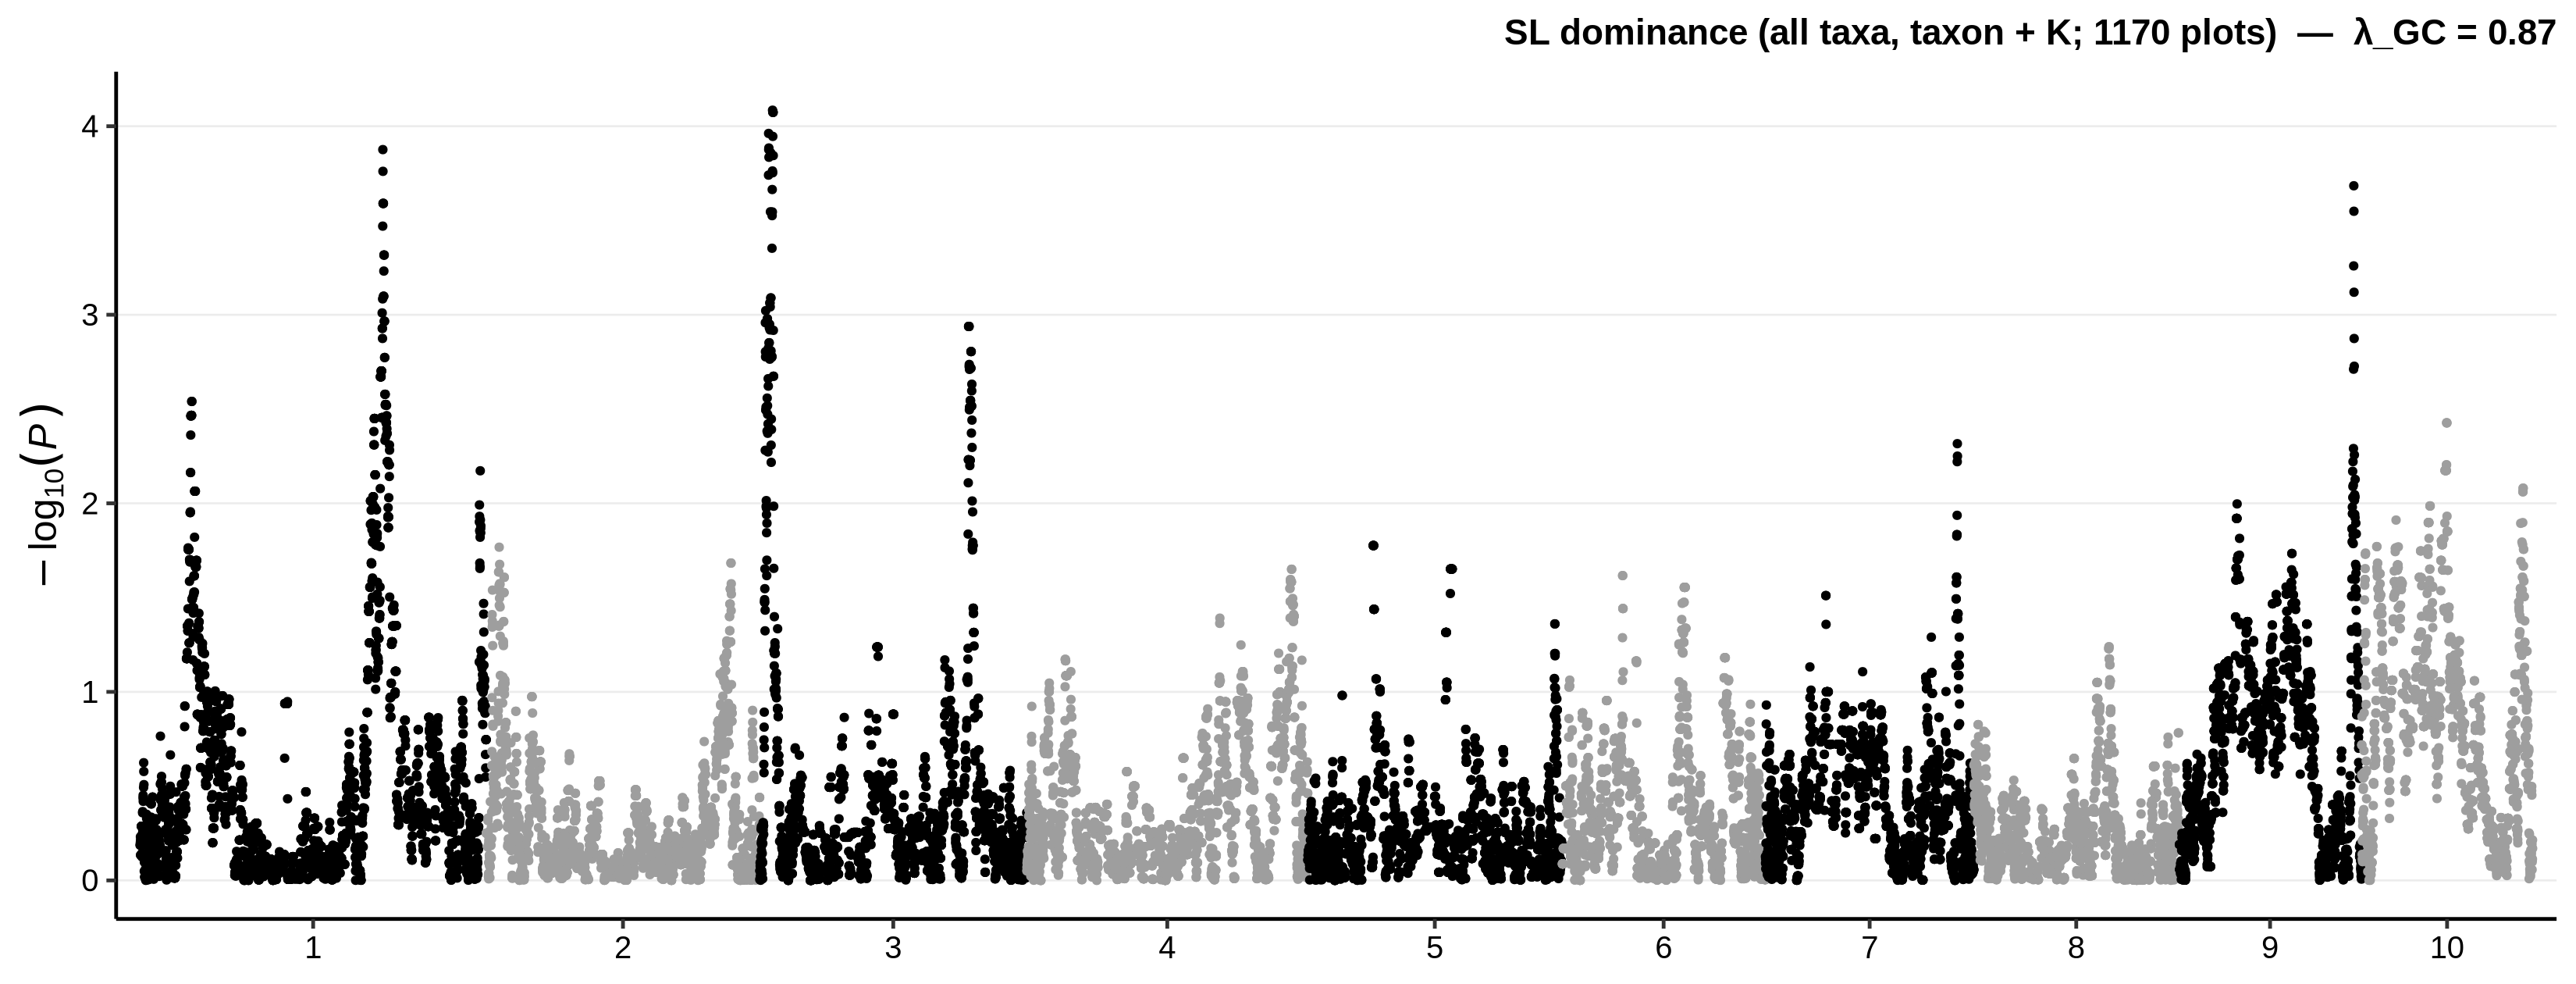 SL dominance (all taxa, taxon + K; 1170 plots) — λ_GC = 0.87
4
3
2
1
0
− log10(P)
1 2 3 4 5 6 7 8 9 10